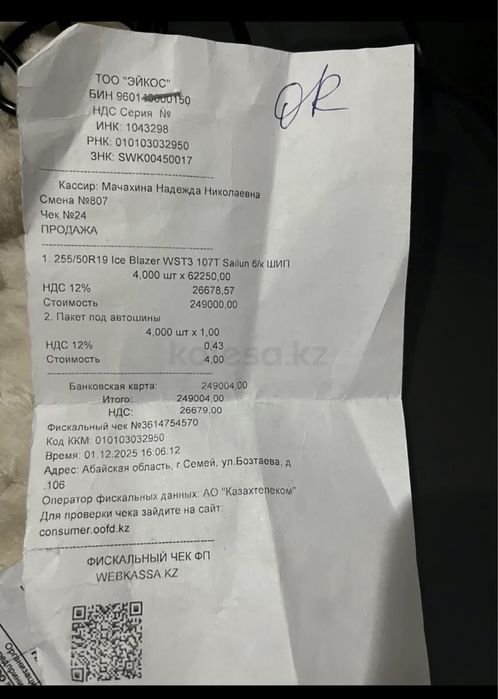 ТОО "ЭЙКОС"
БИН 960140000150
НДС Серия №
ИНК: 1043298
РНК: 010103032950
ЗНК: SWK00450017
QR
Кассир: Мачахина Надежда Николаевна
Смена №807
Чек №24
ПРОДАЖА
1. 255/50R19 Ice Blazer WST3 107T Sailun б/к ШИП
4,000 шт x 62250,00
НДС 12% 26678,57
Стоимость 249000,00
2. Пакет под автошины
4,000 шт x 1,00
НДС 12% 0,43
Стоимость 4,00
kolesa.kz
Банковская карта: 249004,00
Итого: 249004,00
НДС: 26679.00
Фискальный чек №3614754570
Код ККМ: 010103032950
Время: 01.12.2025 16:06:12
Адрес: Абайская область, г.Семей, ул.Бозтаева, д
.106
Оператор фискальных данных: АО "Казахтелеком"
Для проверки чека зайдите на сайт:
consumer.oofd.kz
ФИСКАЛЬНЫЙ ЧЕК ФП
WEBKASSA.KZ